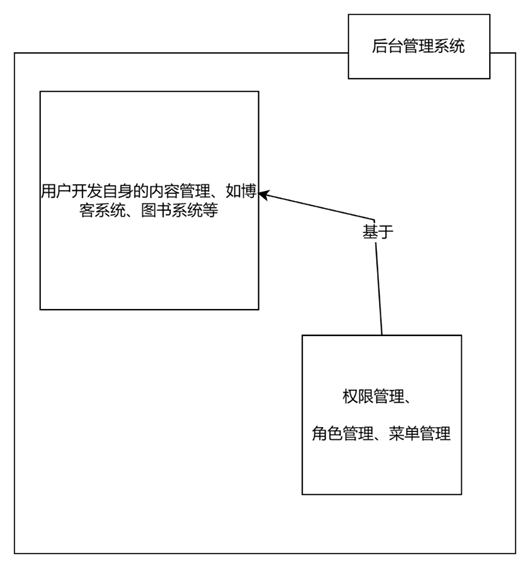 后台管理系统
用户开发自身的内容管理、如博
客系统、图书系统等
基于
权限管理、
角色管理、菜单管理